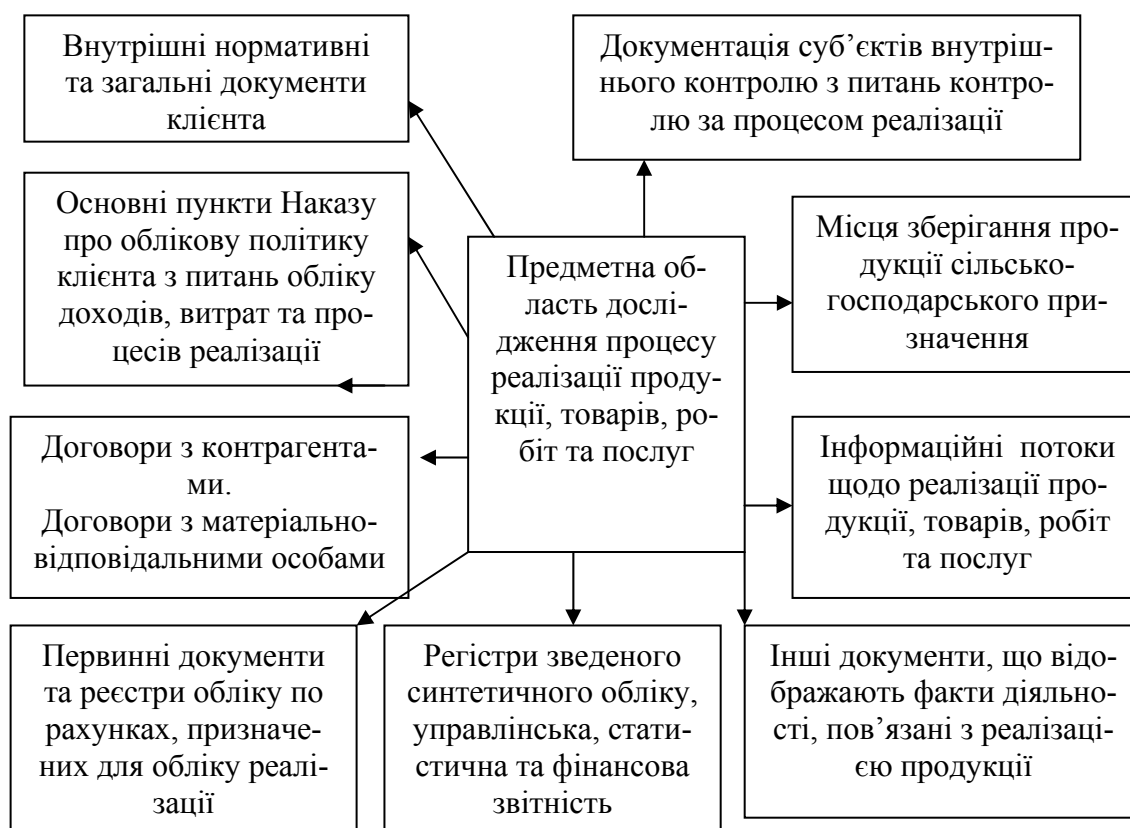 Внутрішні нормативні
та загальні документи
клієнта
Документація суб’єктів внутріш-
нього контролю з питань контро-
лю за процесом реалізації
Основні пункти Наказу
про облікову політику
клієнта з питань обліку
доходів, витрат та про-
цесів реалізації
Предметна об-
ласть дослі-
дження процесу
реалізації проду-
кції, товарів, ро-
біт та послуг
Місця зберігання про-
дукції сільсько-
господарського при-
значення
Договори з контрагента-
ми.
Договори з матеріально-
відповідальними особами
Інформаційні потоки
щодо реалізації про-
дукції, товарів, робіт
та послуг
Первинні документи
та реєстри обліку по
рахунках, призначе-
них для обліку реалі-
зації
Регістри зведеного
синтетичного обліку,
управлінська, стати-
стична та фінансова
звітність
Інші документи, що відо-
бражають факти діяльно-
сті, пов’язані з реалізаці-
єю продукції